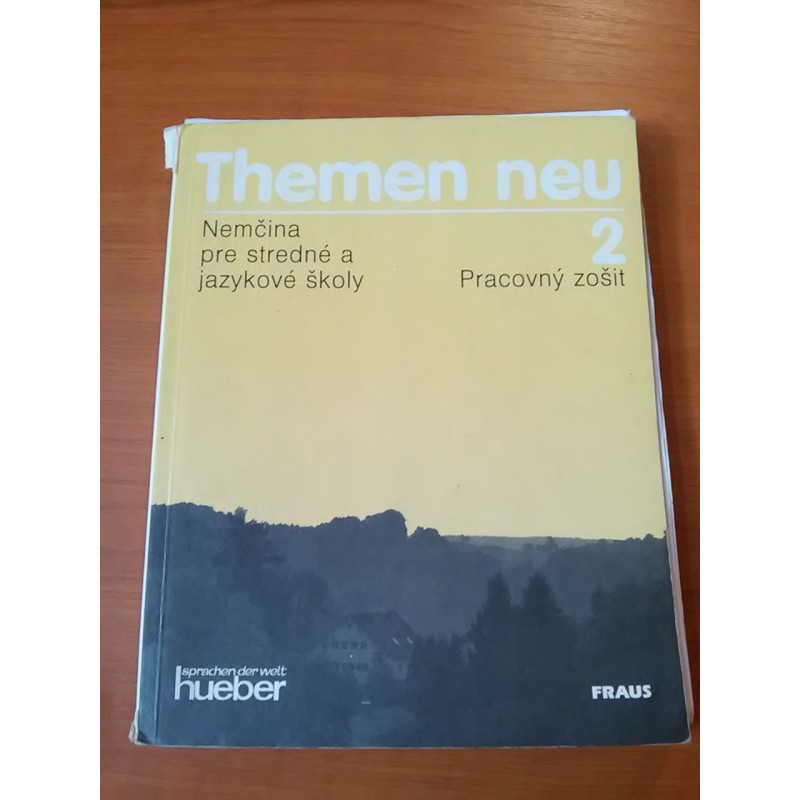 Themen neu
2
Nemčina
pre stredné a
jazykové školy
Pracovný zošit
sprachen der welt
hueber
FRAUS